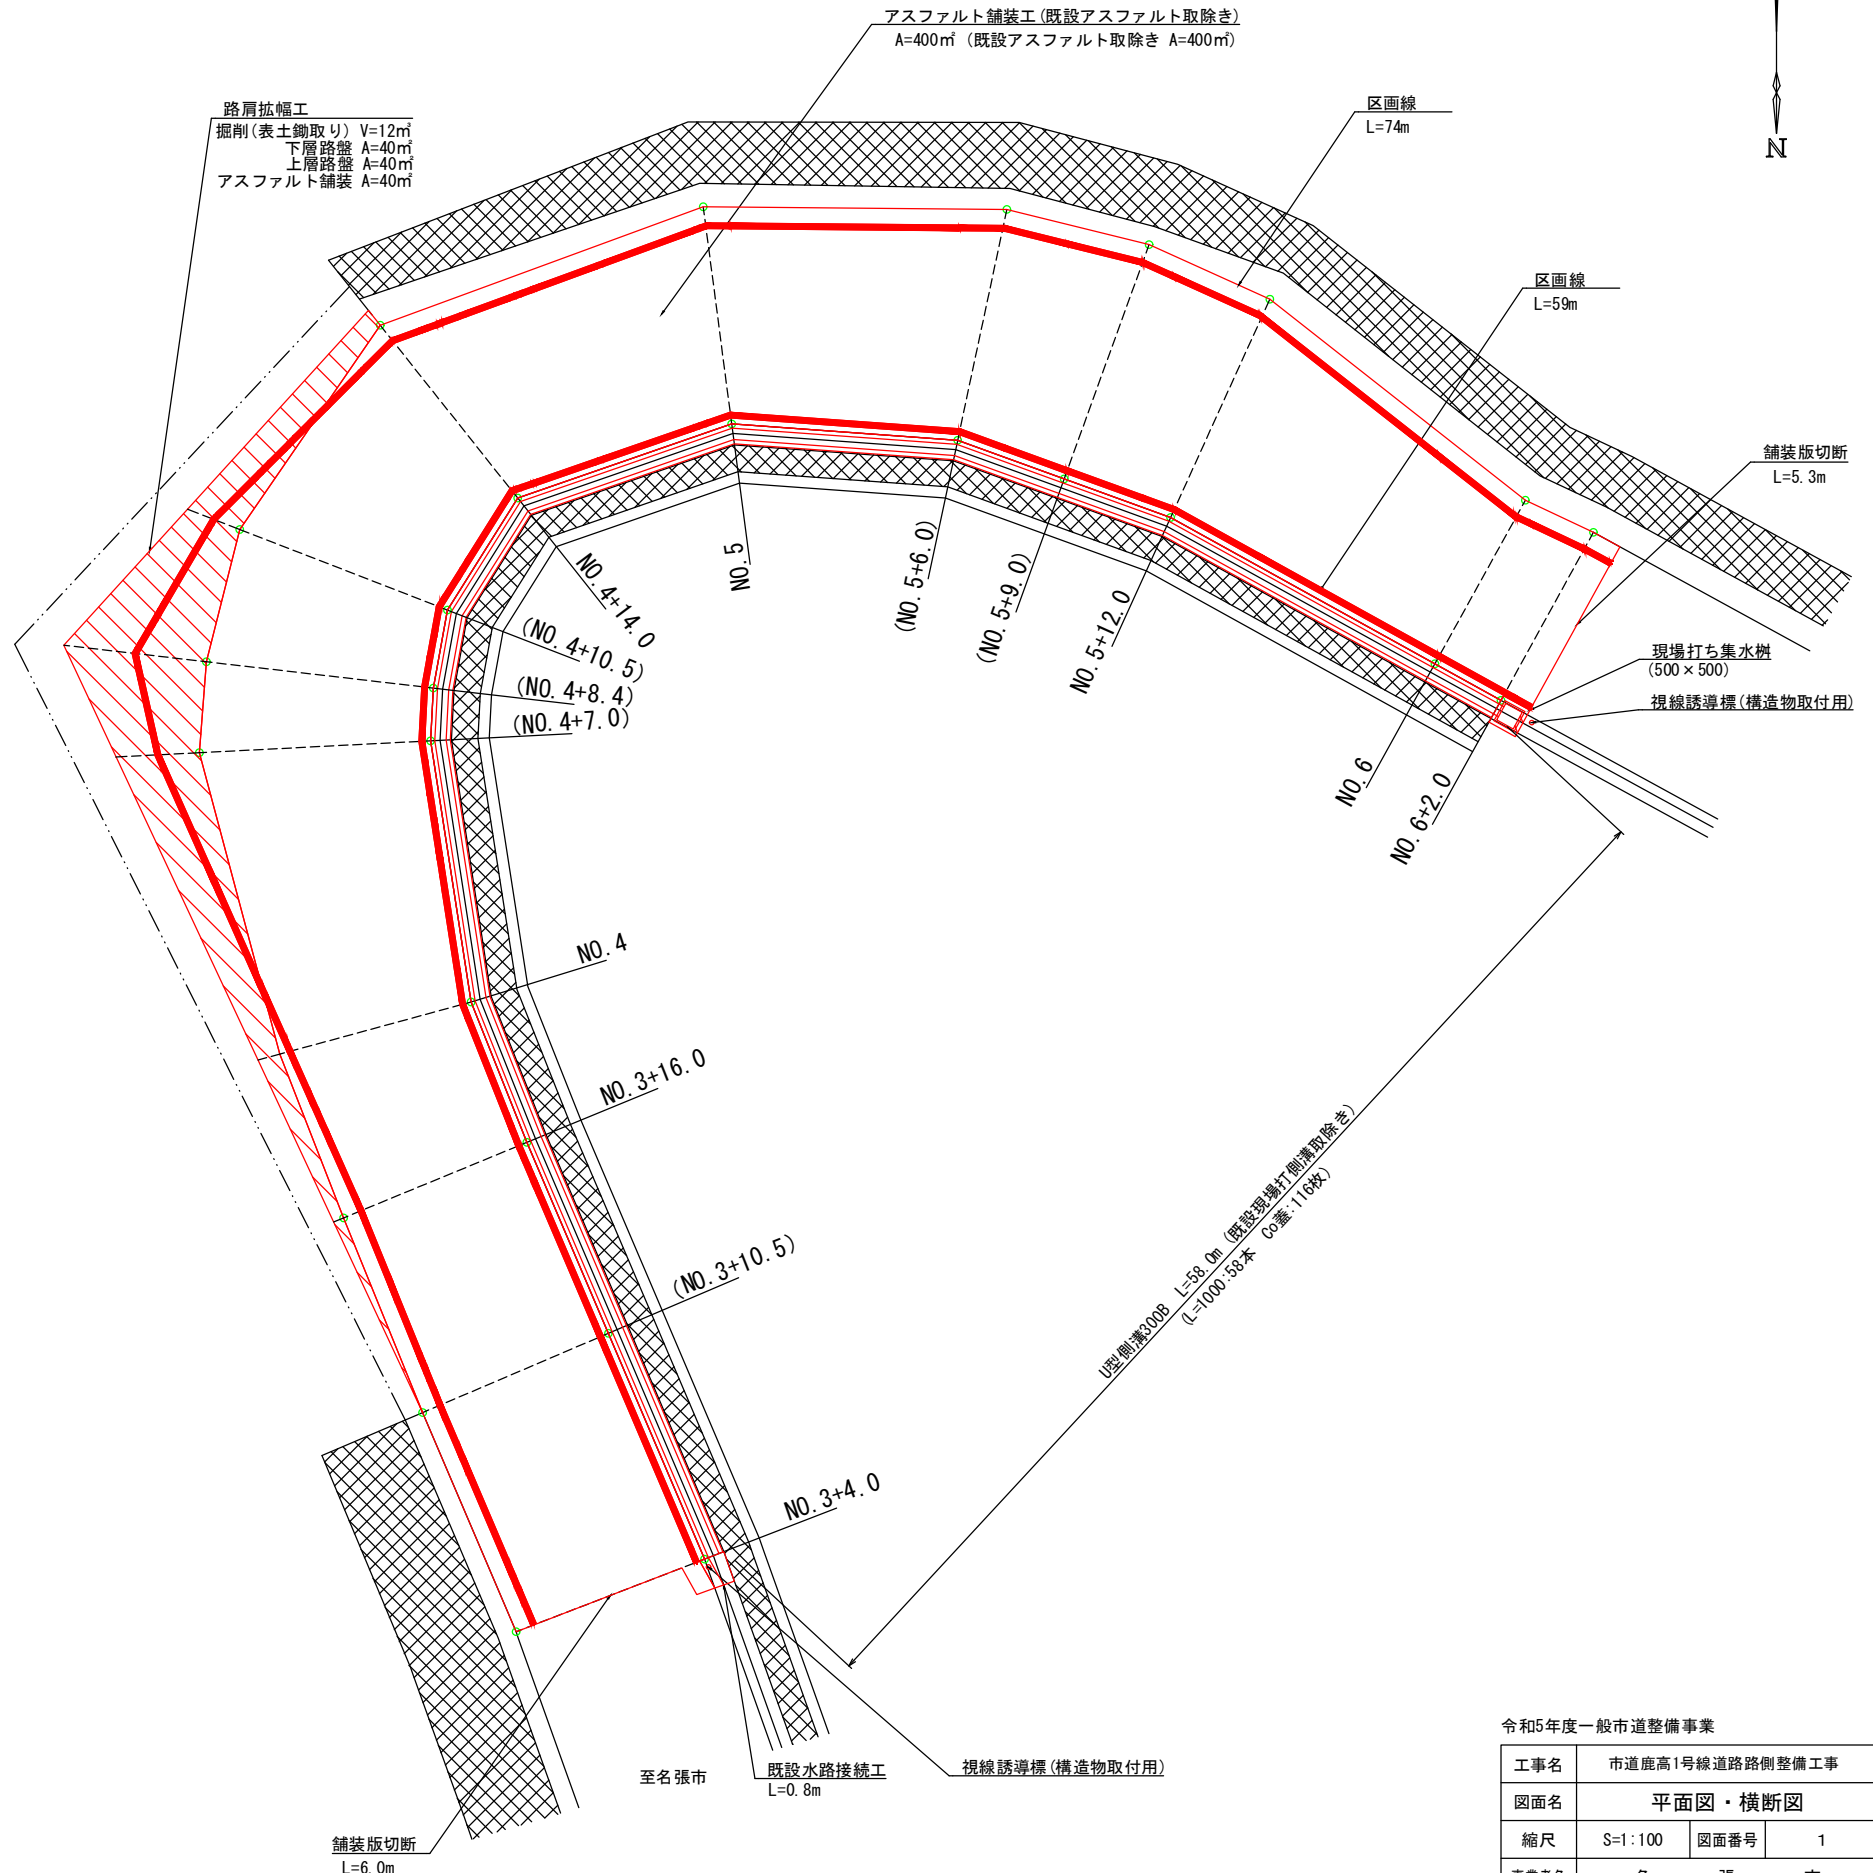 アスファルト舗装工(既設アスファルト取除き)
A=400㎡ (既設アスファルト取除き A=400㎡)
路肩拡幅工
掘削(表土鋤取り) V=12㎥
下層路盤 A=40㎡
上層路盤 A=40㎡
アスファルト舗装 A=40㎡
区画線
L=74m
N
区画線
L=59m
舗装版切断
L=5.3m
現場打ち集水桝
(500×500)
視線誘導標(構造物取付用)
NO.6+2.0
NO.6
NO.5+12.0
(NO.5+9.0)
(NO.5+6.0)
NO.5
NO.4+14.0
(NO.4+10.5)
(NO.4+8.4)
(NO.4+7.0)
NO.4
NO.3+16.0
(NO.3+10.5)
NO.3+4.0
U型側溝300B L=58.0m (既設現場打側溝取除き)
(L=1000:58本 Co蓋:116枚)
視線誘導標(構造物取付用)
既設水路接続工
L=0.8m
至名張市
舗装版切断
L=6.0m
令和5年度一般市道整備事業
工事名 市道鹿高1号線道路路側整備工事
図面名 平面図・横断図
縮尺 S=1:100 図面番号 1